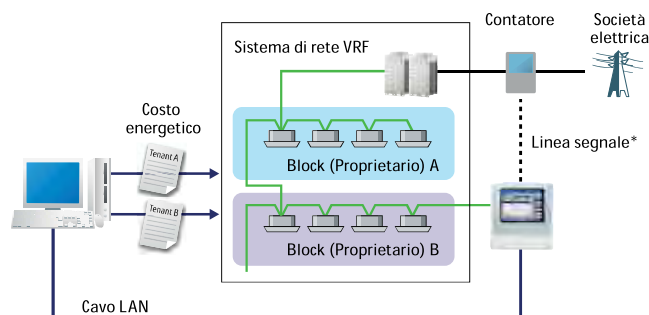 Contatore
Società
elettrica
Sistema di rete VRF
Costo
energetico
Tenant A
Block (Proprietario) A
Linea segnale*
Tenant B
Block (Proprietario) B
Cavo LAN